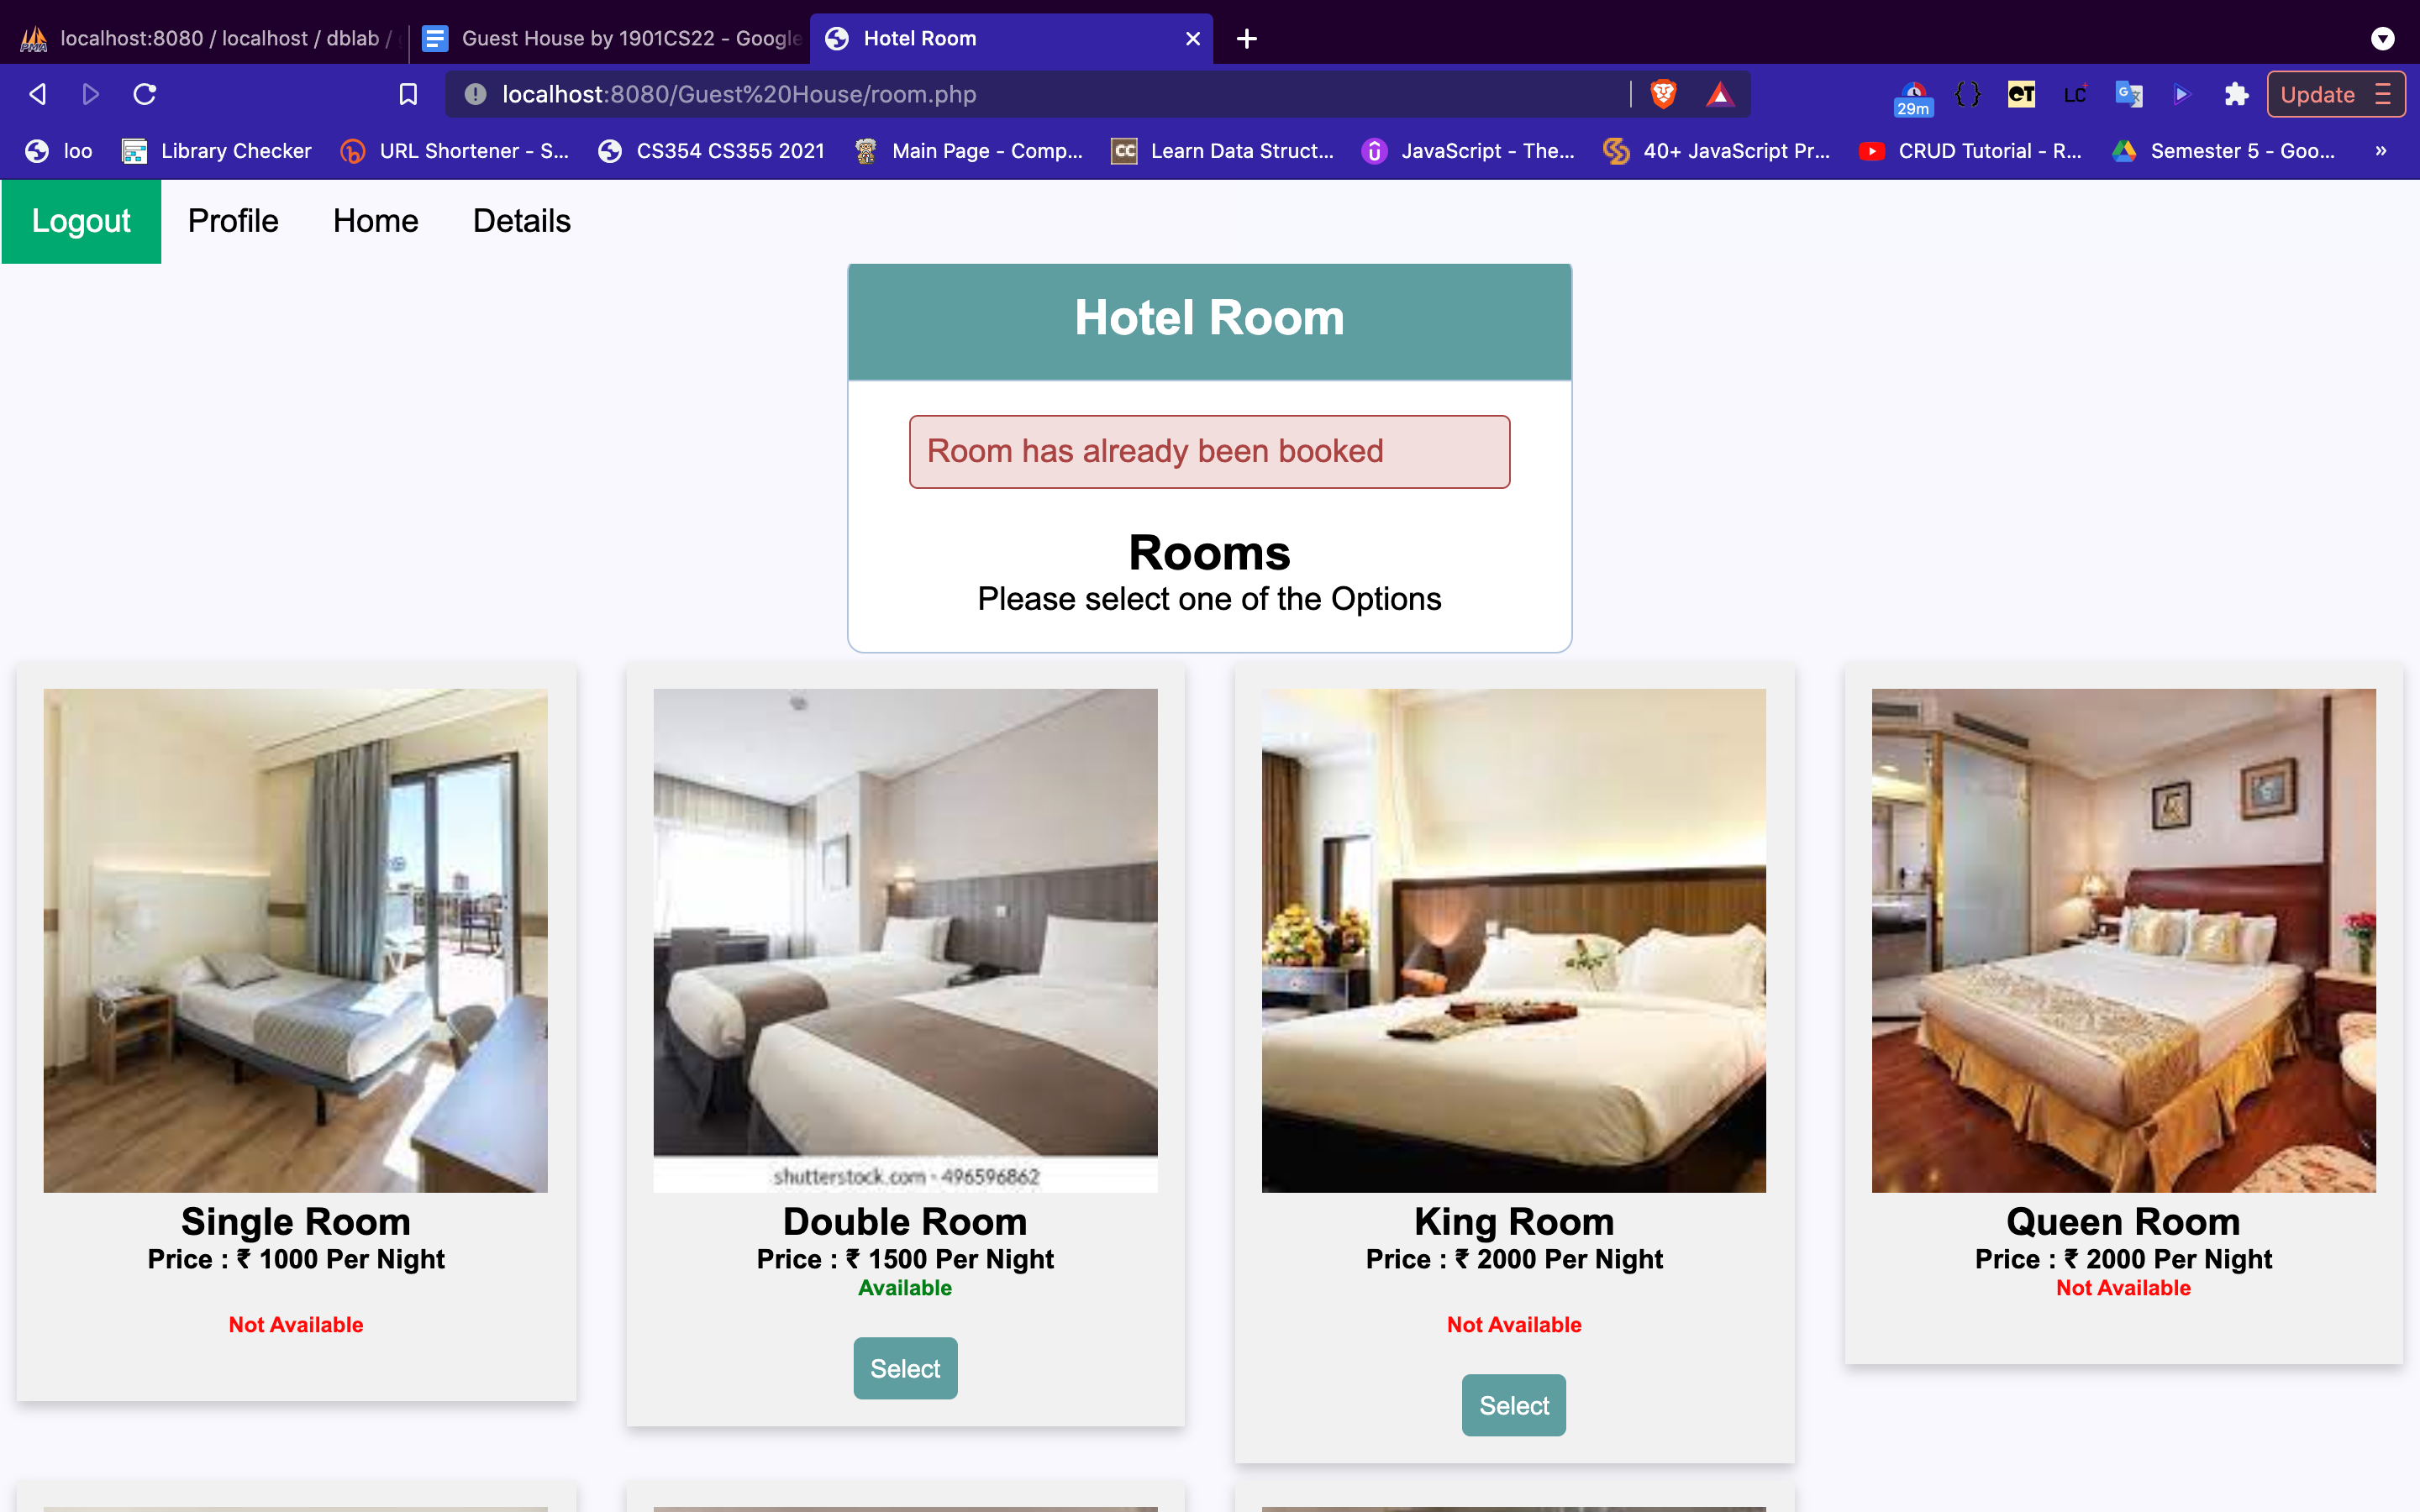 localhost:8080 / localhost / dblab /
Guest House by 1901CS22 - Google
Hotel Room
localhost:8080/Guest%20House/room.php
29m
Update
loo
Library Checker
URL Shortener - S...
CS354 CS355 2021
Main Page - Comp...
CC
Learn Data Struct...
JavaScript - The...
40+ JavaScript Pr...
CRUD Tutorial - R...
Semester 5 - Goo...
»
Logout
Profile
Home
Details
Hotel Room
Room has already been booked
Rooms
Please select one of the Options
shutterstock.com · 496596862
Single Room
Price : ₹ 1000 Per Night
Not Available
Double Room
Price : ₹ 1500 Per Night
Available
Select
King Room
Price : ₹ 2000 Per Night
Not Available
Select
Queen Room
Price : ₹ 2000 Per Night
Not Available